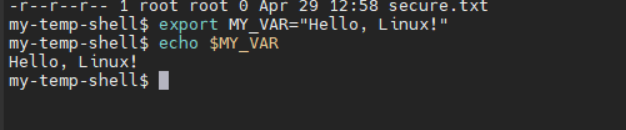 -r--r--r-- 1 root root 0 Apr 29 12:58 secure.txt
my-temp-shell$ export MY_VAR="Hello, Linux!"
my-temp-shell$ echo $MY_VAR
Hello, Linux!
my-temp-shell$